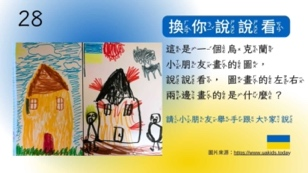 28
換你說說看
這是一個烏克蘭
小朋友畫的圖，
說說看，圖畫的左右
兩邊畫的是什麼？
請小朋友舉手跟大家說
圖片來源：https://www.uakids.today